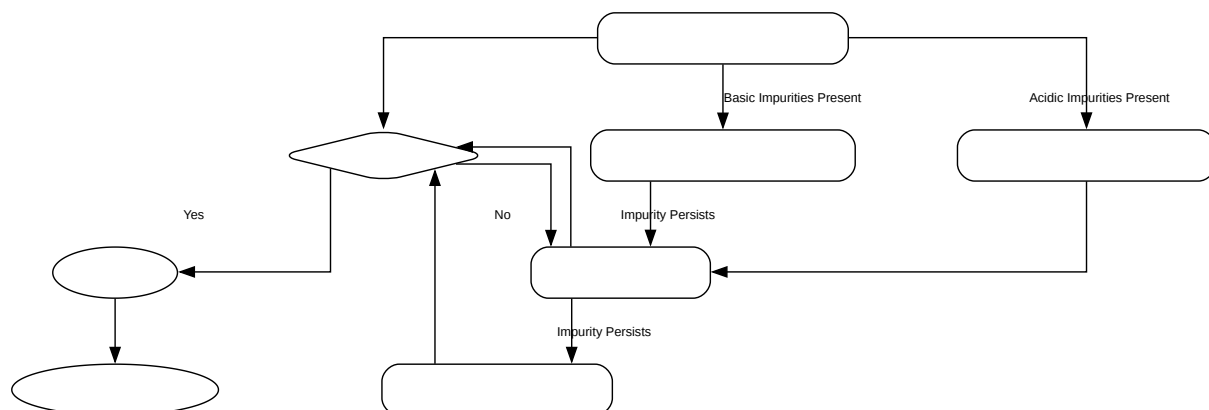 Basic Impurities Present
Acidic Impurities Present
Yes
No
Impurity Persists
Impurity Persists